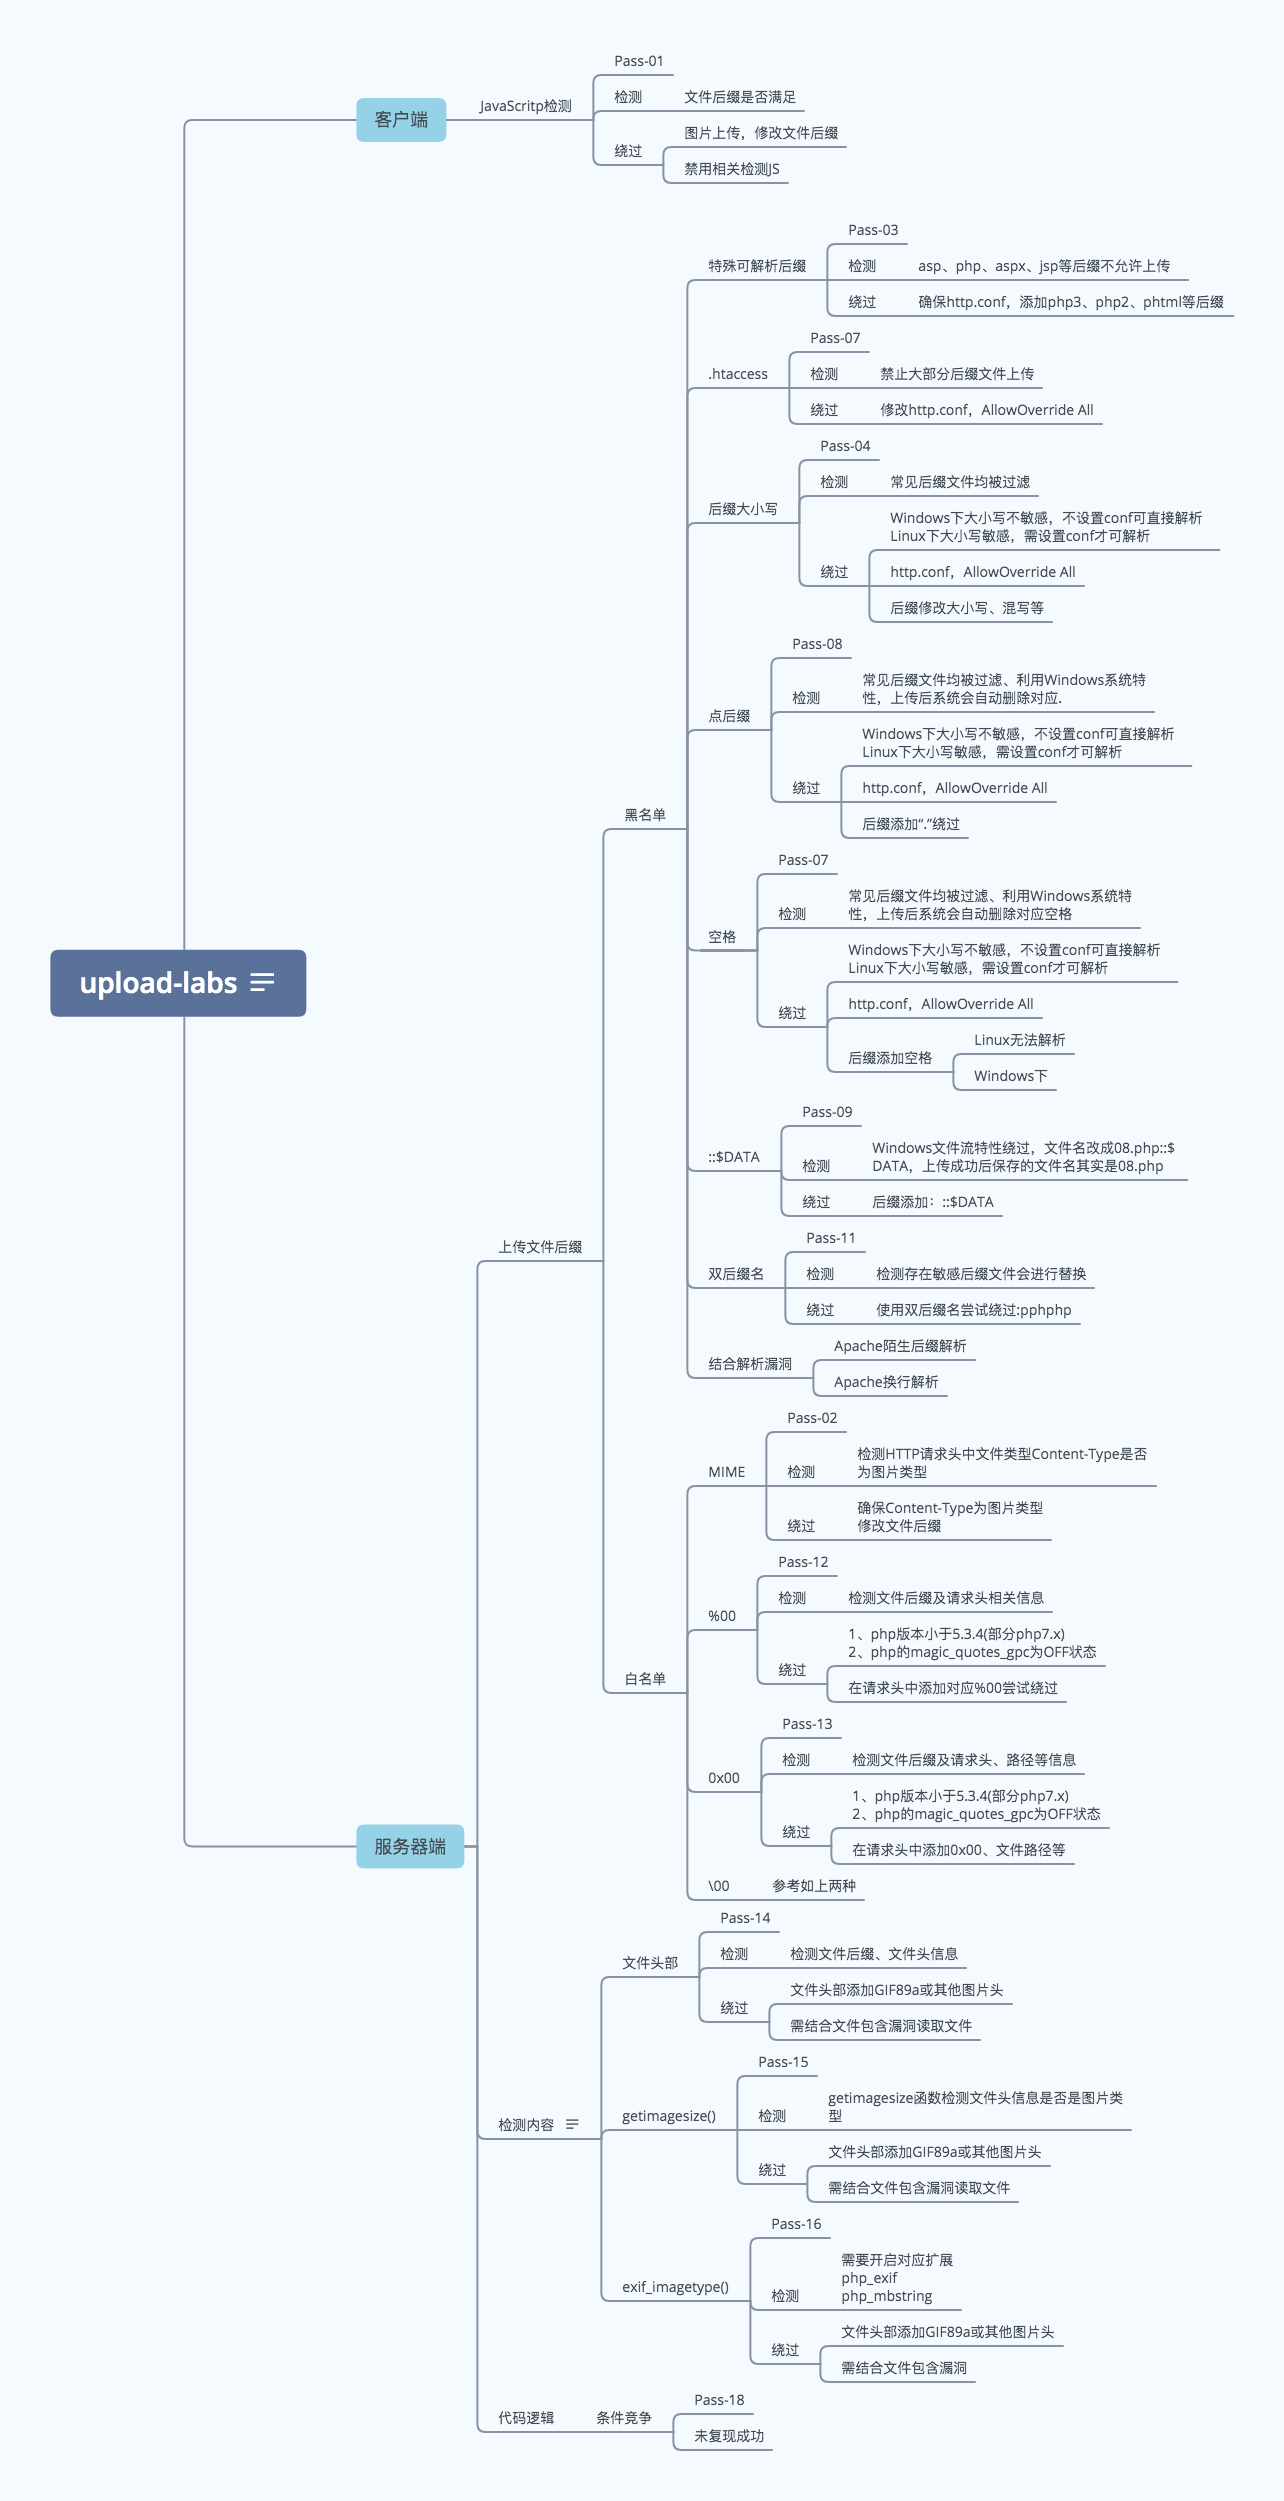 upload-labs
客户端
JavaScritp检测
Pass-01
检测
文件后缀是否满足
绕过
图片上传，修改文件后缀
禁用相关检测JS
服务器端
上传文件后缀
黑名单
特殊可解析后缀
Pass-03
检测
asp、php、aspx、jsp等后缀不允许上传
绕过
确保http.conf，添加php3、php2、phtml等后缀
.htaccess
Pass-07
检测
禁止大部分后缀文件上传
绕过
修改http.conf，AllowOverride All
后缀大小写
Pass-04
检测
常见后缀文件均被过滤
绕过
Windows下大小写不敏感，不设置conf可直接解析
Linux下大小写敏感，需设置conf才可解析
http.conf，AllowOverride All
后缀修改大小写、混写等
点后缀
Pass-08
检测
常见后缀文件均被过滤、利用Windows系统特
性，上传后系统会自动删除对应.
绕过
Windows下大小写不敏感，不设置conf可直接解析
Linux下大小写敏感，需设置conf才可解析
http.conf，AllowOverride All
后缀添加“.”绕过
空格
Pass-07
检测
常见后缀文件均被过滤、利用Windows系统特
性，上传后系统会自动删除对应空格
绕过
Windows下大小写不敏感，不设置conf可直接解析
Linux下大小写敏感，需设置conf才可解析
http.conf，AllowOverride All
后缀添加空格
Linux无法解析
Windows下
::$DATA
Pass-09
检测
Windows文件流特性绕过，文件名改成08.php::$
DATA，上传成功后保存的文件名其实是08.php
绕过
后缀添加：::$DATA
双后缀名
Pass-11
检测
检测存在敏感后缀文件会进行替换
绕过
使用双后缀名尝试绕过:pphphp
结合解析漏洞
Apache陌生后缀解析
Apache换行解析
白名单
MIME
Pass-02
检测
检测HTTP请求头中文件类型Content-Type是否
为图片类型
绕过
确保Content-Type为图片类型
修改文件后缀
%00
Pass-12
检测
检测文件后缀及请求头相关信息
绕过
1、php版本小于5.3.4(部分php7.x)
2、php的magic_quotes_gpc为OFF状态
在请求头中添加对应%00尝试绕过
0x00
Pass-13
检测
检测文件后缀及请求头、路径等信息
绕过
1、php版本小于5.3.4(部分php7.x)
2、php的magic_quotes_gpc为OFF状态
在请求头中添加0x00、文件路径等
\00
参考如上两种
检测内容
文件头部
Pass-14
检测
检测文件后缀、文件头信息
绕过
文件头部添加GIF89a或其他图片头
需结合文件包含漏洞读取文件
getimagesize()
Pass-15
检测
getimagesize函数检测文件头信息是否是图片类
型
绕过
文件头部添加GIF89a或其他图片头
需结合文件包含漏洞读取文件
exif_imagetype()
Pass-16
检测
需要开启对应扩展
php_exif
php_mbstring
绕过
文件头部添加GIF89a或其他图片头
需结合文件包含漏洞
代码逻辑
条件竞争
Pass-18
未复现成功